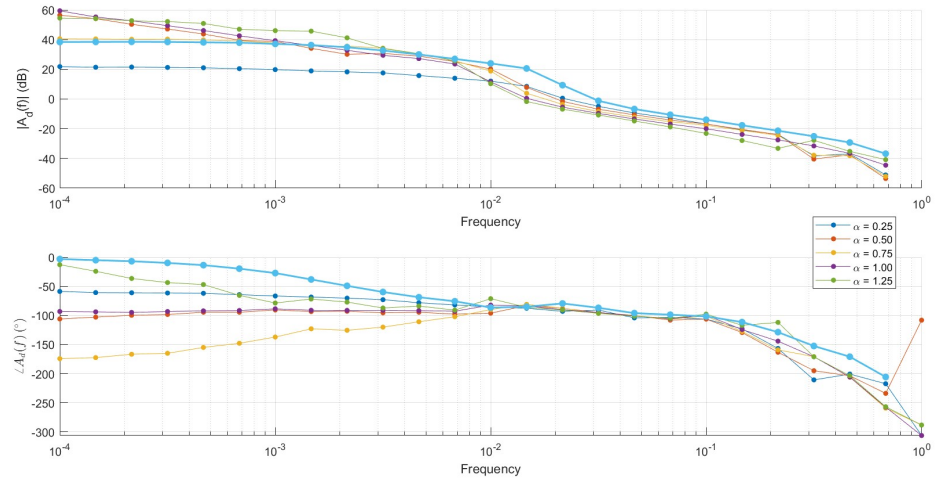 60
40
20
0
-20
-40
-60
|A_d(f)| (dB)
10^-4
10^-3
10^-2
10^-1
10^0
Frequency
α = 0.25
α = 0.50
α = 0.75
α = 1.00
α = 1.25
0
-50
-100
-150
-200
-250
-300
∠A_d(f) (°)
10^-4
10^-3
10^-2
10^-1
10^0
Frequency